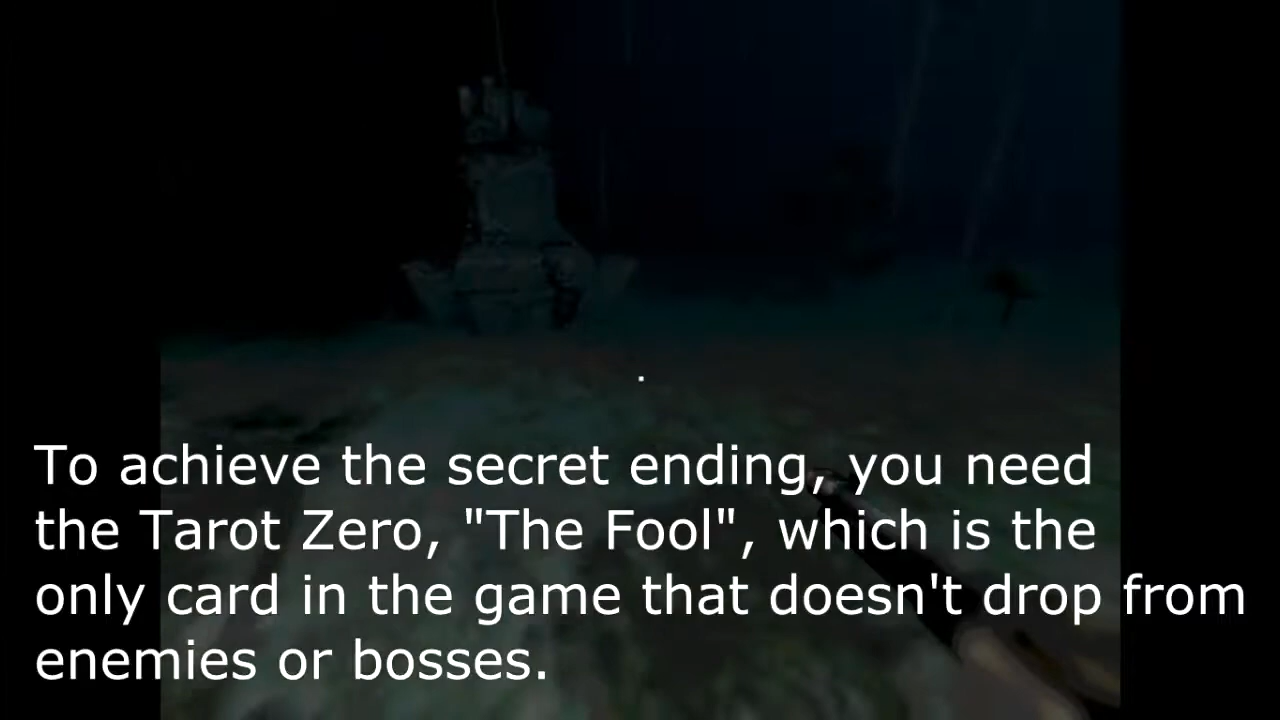 To achieve the secret ending, you need
the Tarot Zero, "The Fool", which is the
only card in the game that doesn't drop from
enemies or bosses.